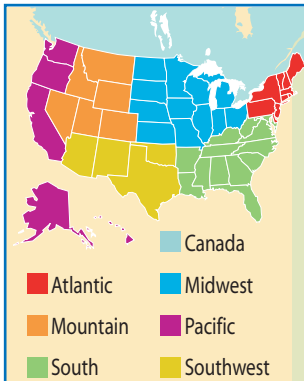 Canada
Atlantic
Midwest
Mountain
Pacific
South
Southwest